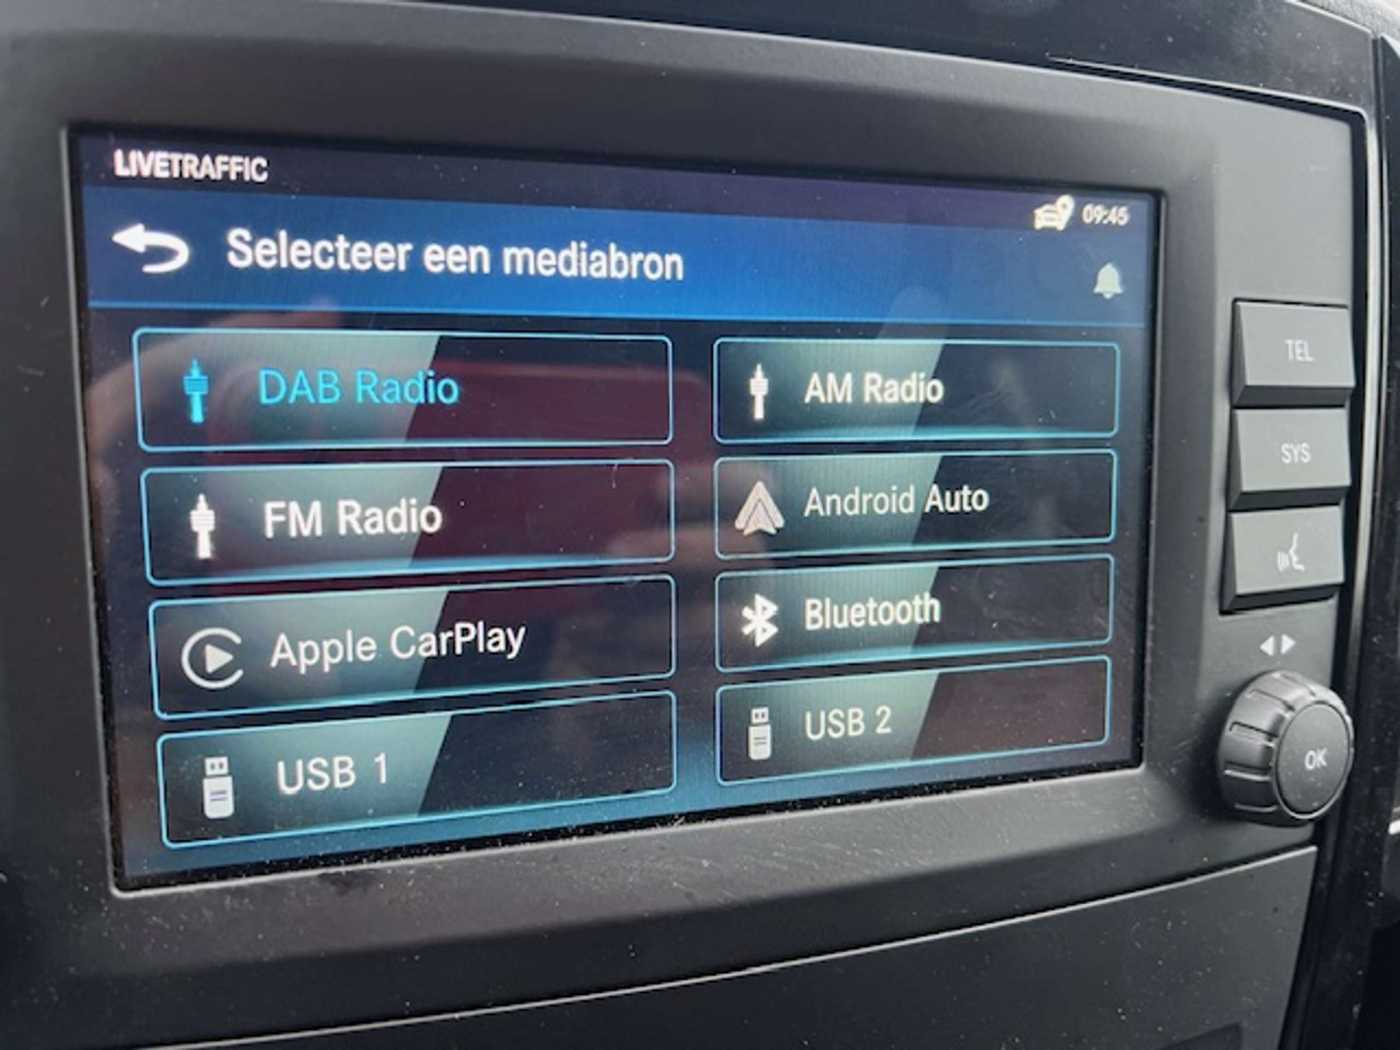 LIVETRAFFIC
09:45
Selecteer een mediabron
DAB Radio
AM Radio
FM Radio
Android Auto
Apple CarPlay
Bluetooth
USB 1
USB 2
TEL
SYS
OK